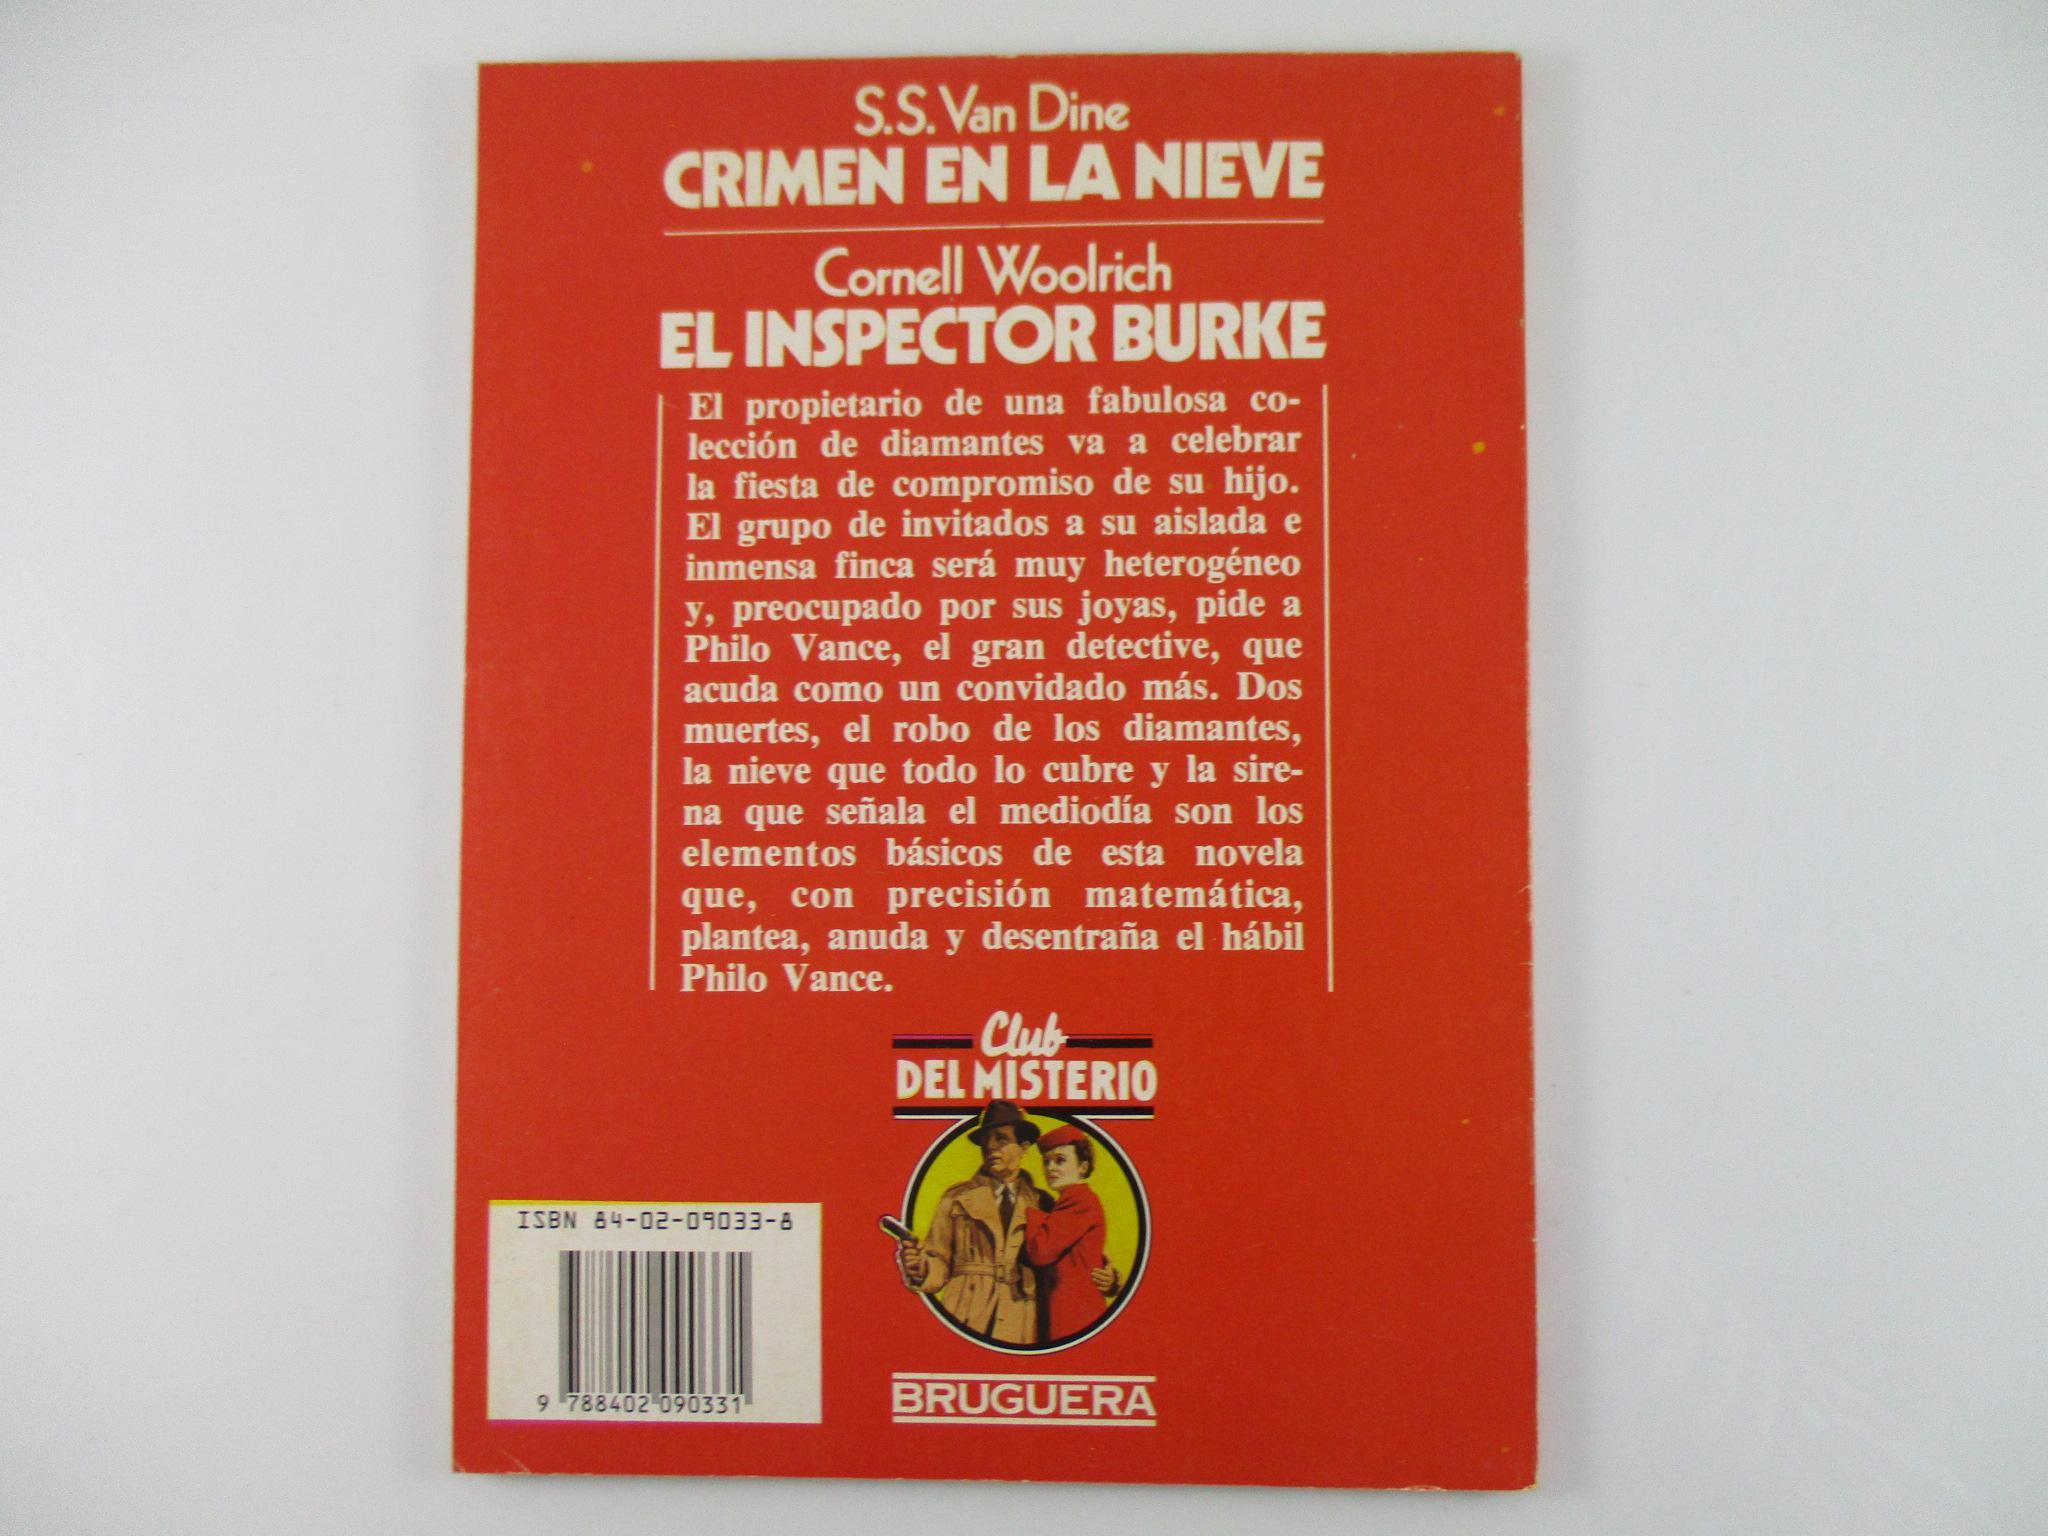 S.S. Van Dine
CRIMEN EN LA NIEVE
Cornell Woolrich
EL INSPECTOR BURKE
El propietario de una fabulosa co-
lección de diamantes va a celebrar
la fiesta de compromiso de su hijo.
El grupo de invitados a su aislada e
inmensa finca será muy heterogéneo
y, preocupado por sus joyas, pide a
Philo Vance, el gran detective, que
acuda como un convidado más. Dos
muertes, el robo de los diamantes,
la nieve que todo lo cubre y la sire-
na que señala el mediodía son los
elementos básicos de esta novela
que, con precisión matemática,
plantea, anuda y desentraña el hábil
Philo Vance.
Club
DEL MISTERIO
BRUGUERA
ISBN 84-02-09033-8
9 788402 090331